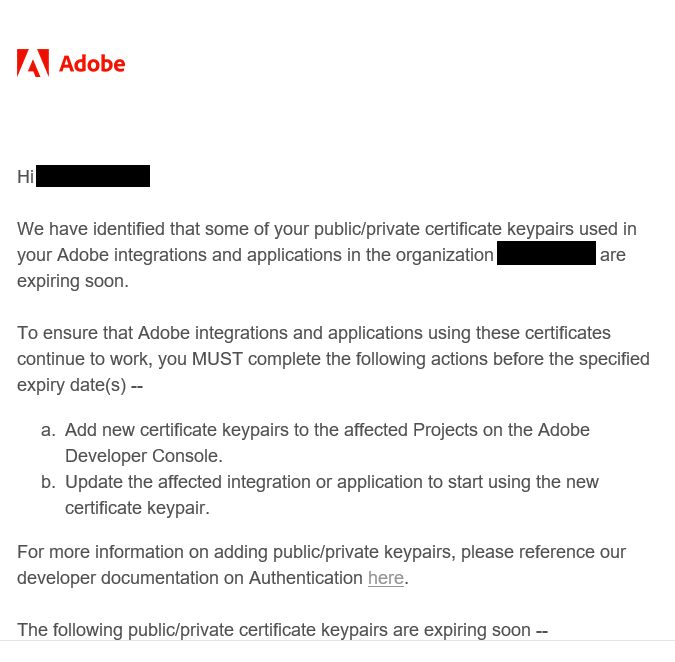 Adobe
Hi
We have identified that some of your public/private certificate keypairs used in
your Adobe integrations and applications in the organization are
expiring soon.
To ensure that Adobe integrations and applications using these certificates
continue to work, you MUST complete the following actions before the specified
expiry date(s) --
a. Add new certificate keypairs to the affected Projects on the Adobe
Developer Console.
b. Update the affected integration or application to start using the new
certificate keypair.
For more information on adding public/private keypairs, please reference our
developer documentation on Authentication here.
The following public/private certificate keypairs are expiring soon --